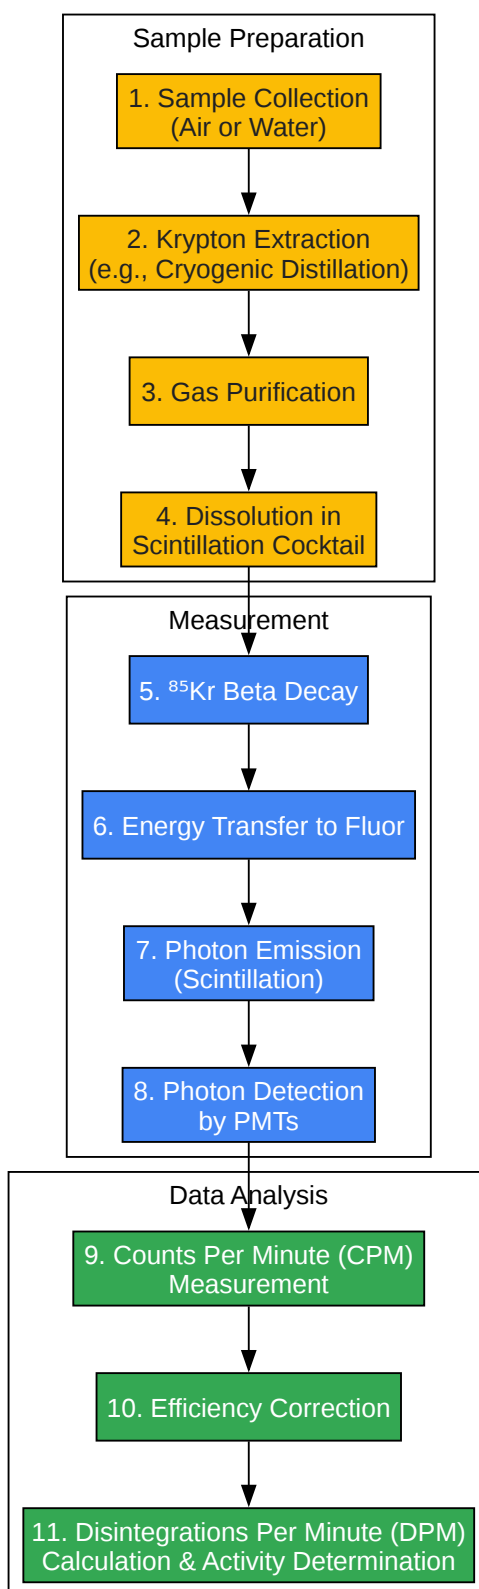 Sample Preparation
1. Sample Collection
(Air or Water)
2. Krypton Extraction
(e.g., Cryogenic Distillation)
3. Gas Purification
4. Dissolution in
Scintillation Cocktail
Measurement
5. ⁸⁵Kr Beta Decay
6. Energy Transfer to Fluor
7. Photon Emission
(Scintillation)
8. Photon Detection
by PMTs
Data Analysis
9. Counts Per Minute (CPM)
Measurement
10. Efficiency Correction
11. Disintegrations Per Minute (DPM)
Calculation & Activity Determination